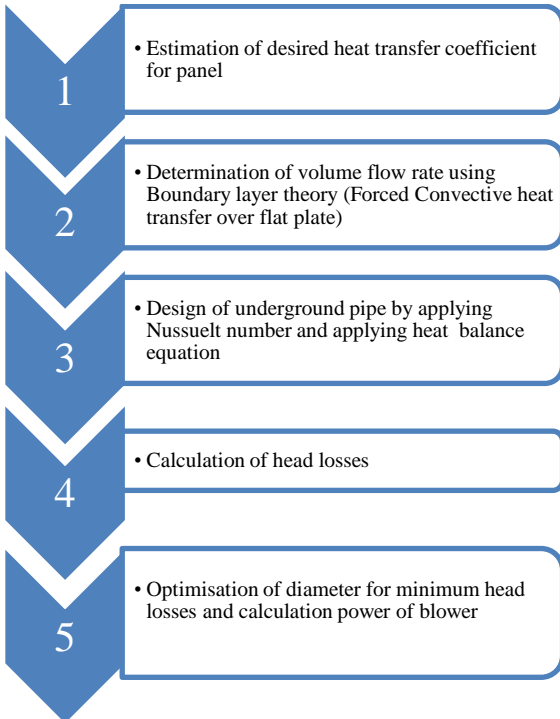 1
• Estimation of desired heat transfer coefficient
for panel
2
• Determination of volume flow rate using
Boundary layer theory (Forced Convective heat
transfer over flat plate)
3
• Design of underground pipe by applying
Nussuelt number and applying heat balance
equation
4
• Calculation of head losses
5
• Optimisation of diameter for minimum head
losses and calculation power of blower